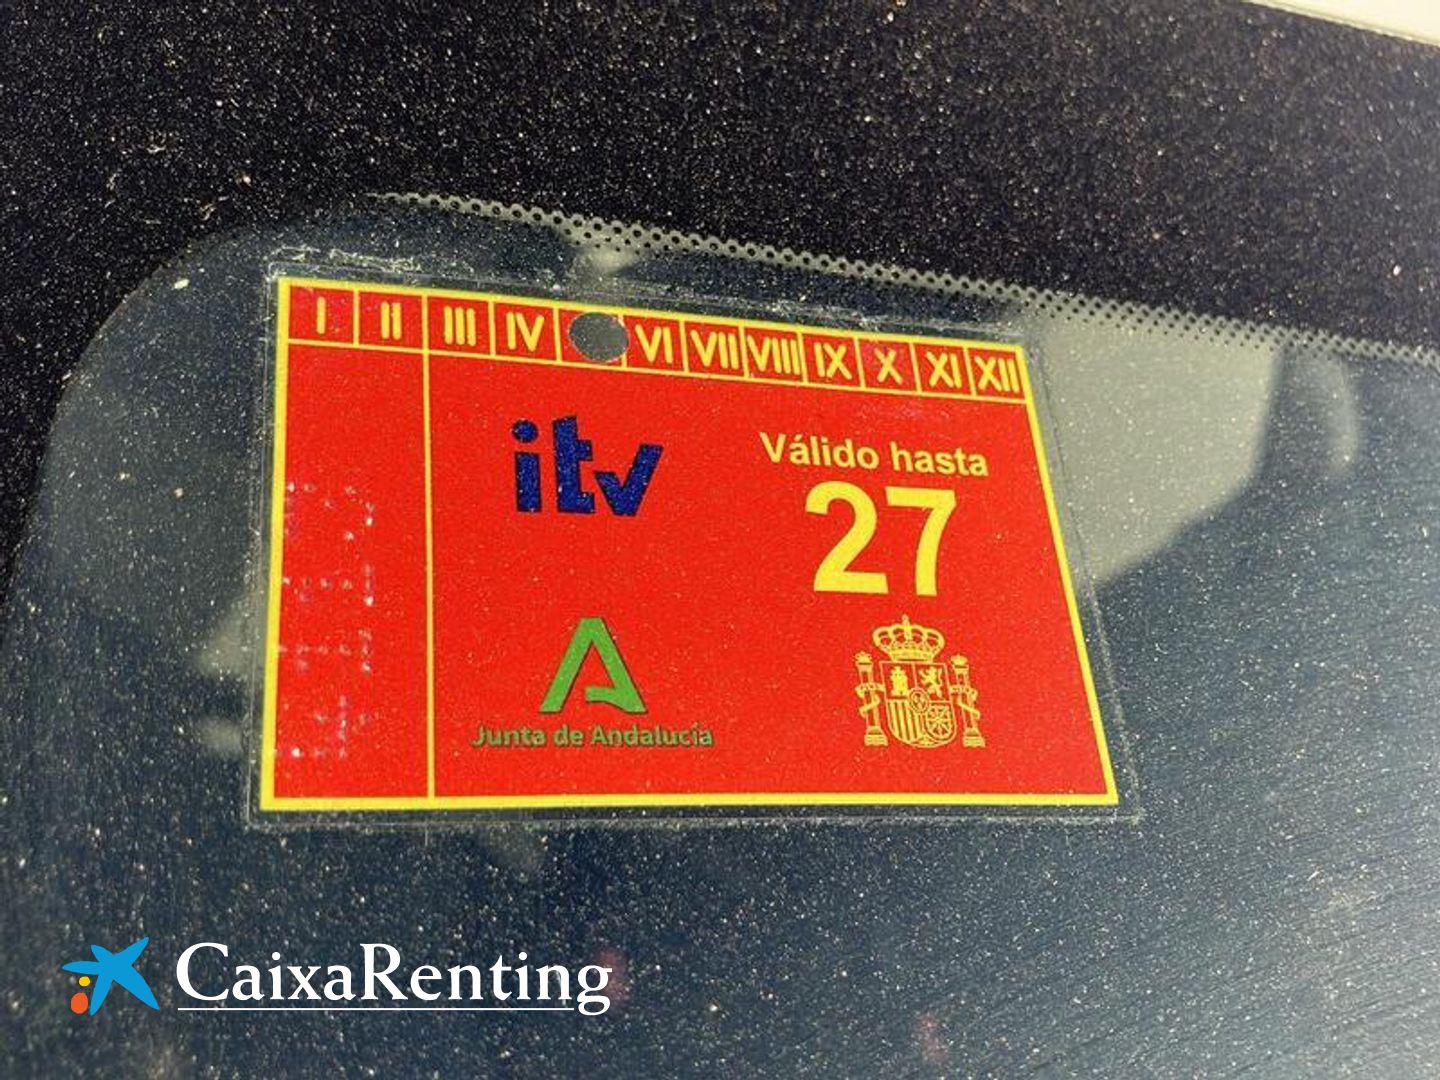 I II III IV VI VII VIII IX X XI XII
itv
Válido hasta
27
Junta de Andalucía
CaixaRenting